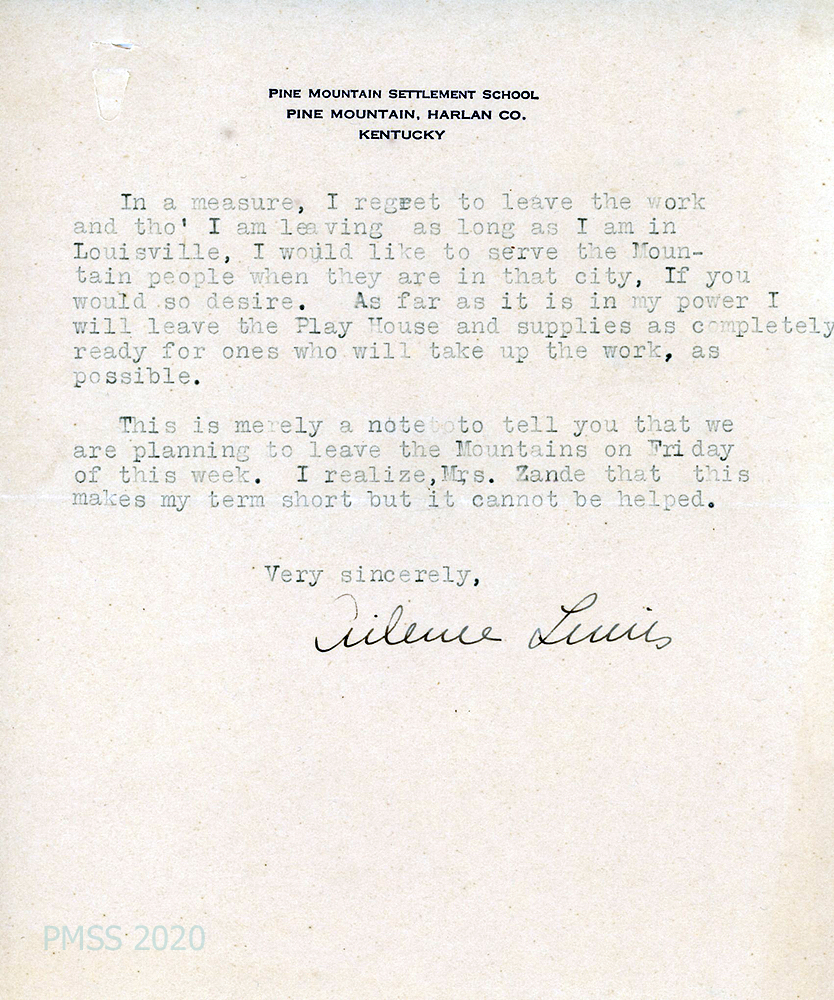 PINE MOUNTAIN SETTLEMENT SCHOOL
PINE MOUNTAIN, HARLAN CO.
KENTUCKY
In a measure, I regret to leave the work
and tho' I am leaving as long as I am in
Louisville, I would like to serve the Moun-
tain people when they are in that city, If you
would so desire. As far as it is in my power I
will leave the Play House and supplies as completely
ready for ones who will take up the work, as
possible.
This is merely a note to to tell you that we
are planning to leave the Mountains on Friday
of this week. I realize,Mrs. Zande that this
makes my term short but it cannot be helped.
Very sincerely,
Lewis
PMSS 2020